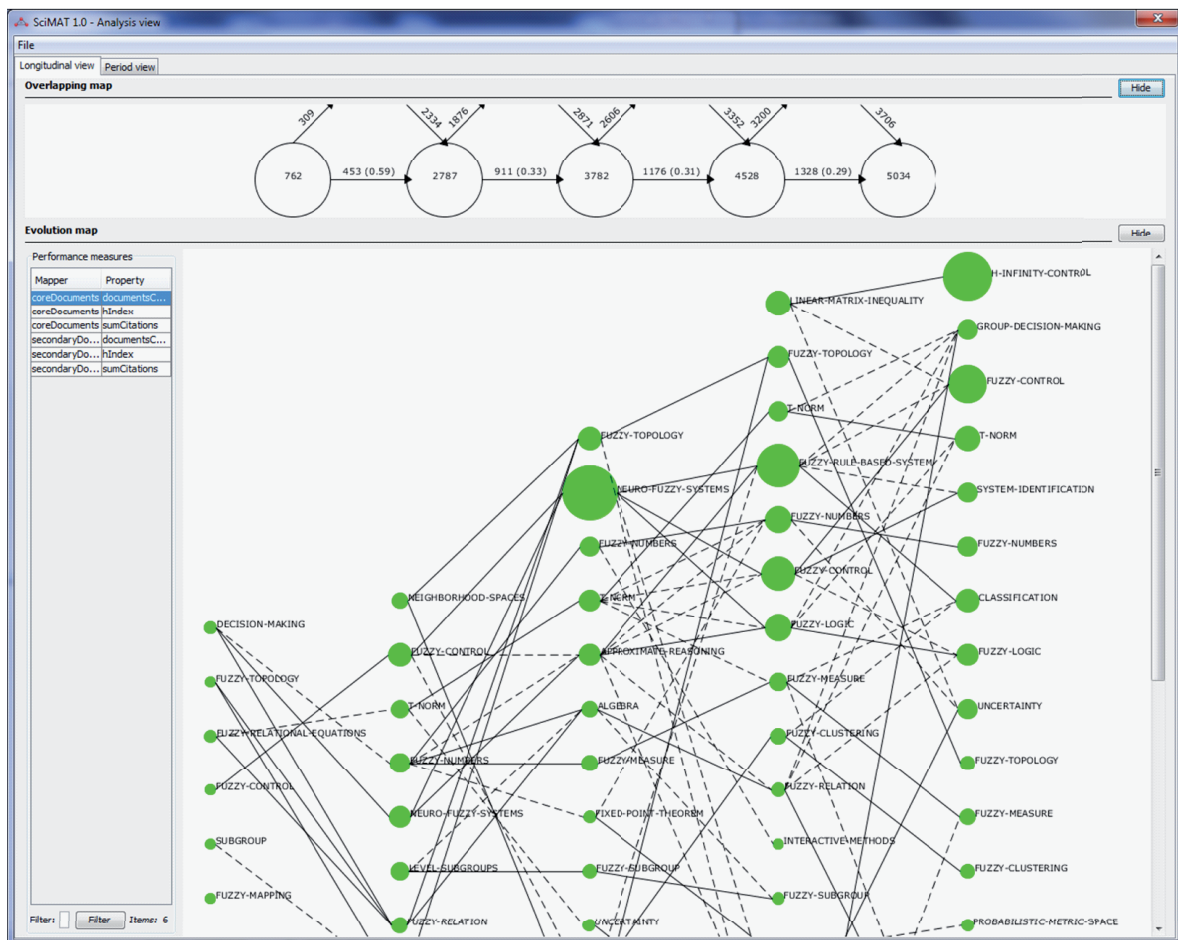 SciMAT 1.0 - Analysis view
File
Longitudinal view Period view
Overlapping map Hide
309 2334 1876 2871 2606 3352 3200 3706
762 453 (0.59) 2787 911 (0.33) 3782 1176 (0.31) 4528 1328 (0.29) 5034
Evolution map Hide
Performance measures
Mapper Property
coreDocuments documentsC...
coreDocuments hIndex
coreDocuments sumCitations
secondaryDo... documentsC...
secondaryDo... hIndex
secondaryDo... sumCitations
Filter: Filter Items: 6
DECISION-MAKING
FUZZY-TOPOLOGY
FUZZY-RELATIONAL-EQUATIONS
FUZZY-CONTROL
SUBGROUP
FUZZY-MAPPING
NEIGHBORHOOD-SPACES
FUZZY-CONTROL
T-NORM
FUZZY-NUMBERS
NEURO-FUZZY-SYSTEMS
LEVEL-SUBGROUPS
FUZZY-RELATION
FUZZY-TOPOLOGY
NEURO-FUZZY-SYSTEMS
FUZZY-NUMBERS
T-NORM
APPROXIMATE-REASONING
ALGEBRA
FUZZY-MEASURE
FIXED-POINT-THEOREM
FUZZY-SUBGROUP
UNCERTAINTY
LINEAR-MATRIX-INEQUALITY
FUZZY-TOPOLOGY
T-NORM
FUZZY-RULE-BASED-SYSTEM
FUZZY-NUMBERS
FUZZY-CONTROL
FUZZY-LOGIC
FUZZY-MEASURE
FUZZY-CLUSTERING
FUZZY-RELATION
INTERACTIVE-METHODS
FUZZY-SUBGROUP
H-INFINITY-CONTROL
GROUP-DECISION-MAKING
FUZZY-CONTROL
T-NORM
SYSTEM-IDENTIFICATION
FUZZY-NUMBERS
CLASSIFICATION
FUZZY-LOGIC
UNCERTAINTY
FUZZY-TOPOLOGY
FUZZY-MEASURE
FUZZY-CLUSTERING
PROBABILISTIC-METRIC-SPACE